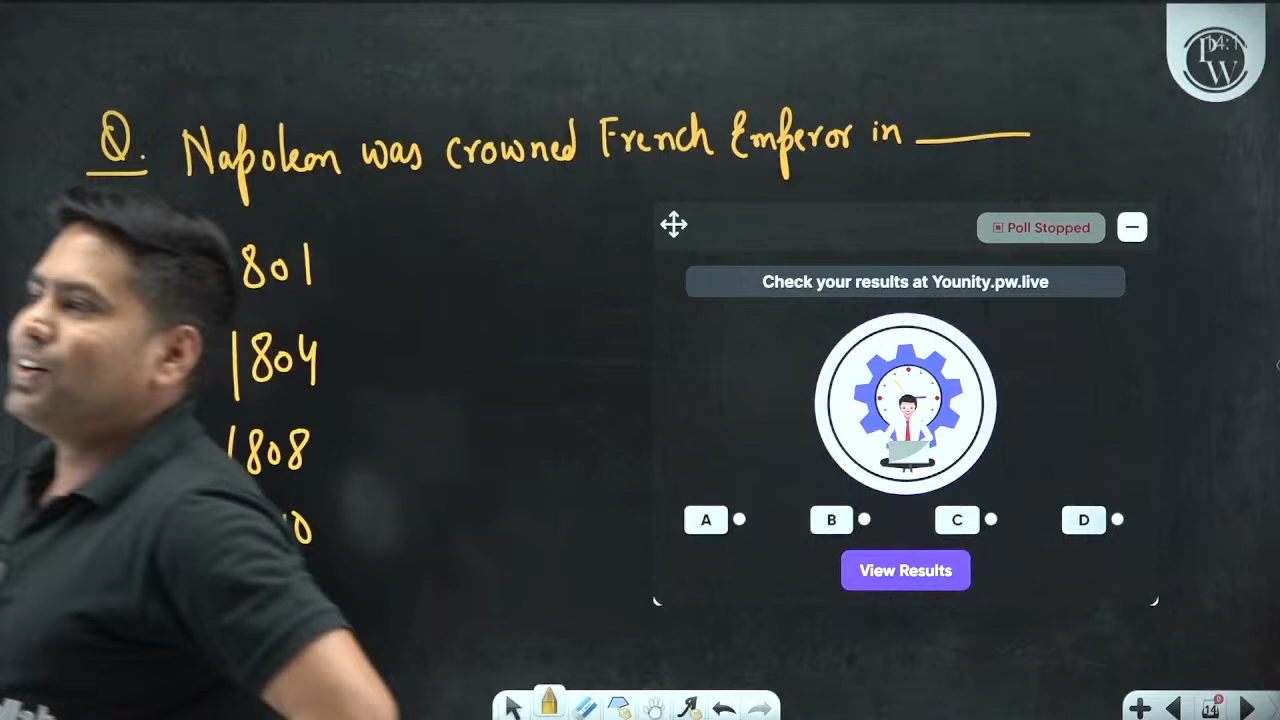 Q. Napoleon was crowned French Emperor in ______
801
1804
1808
Poll Stopped
Check your results at Younity.pw.live
A B C D
View Results
14